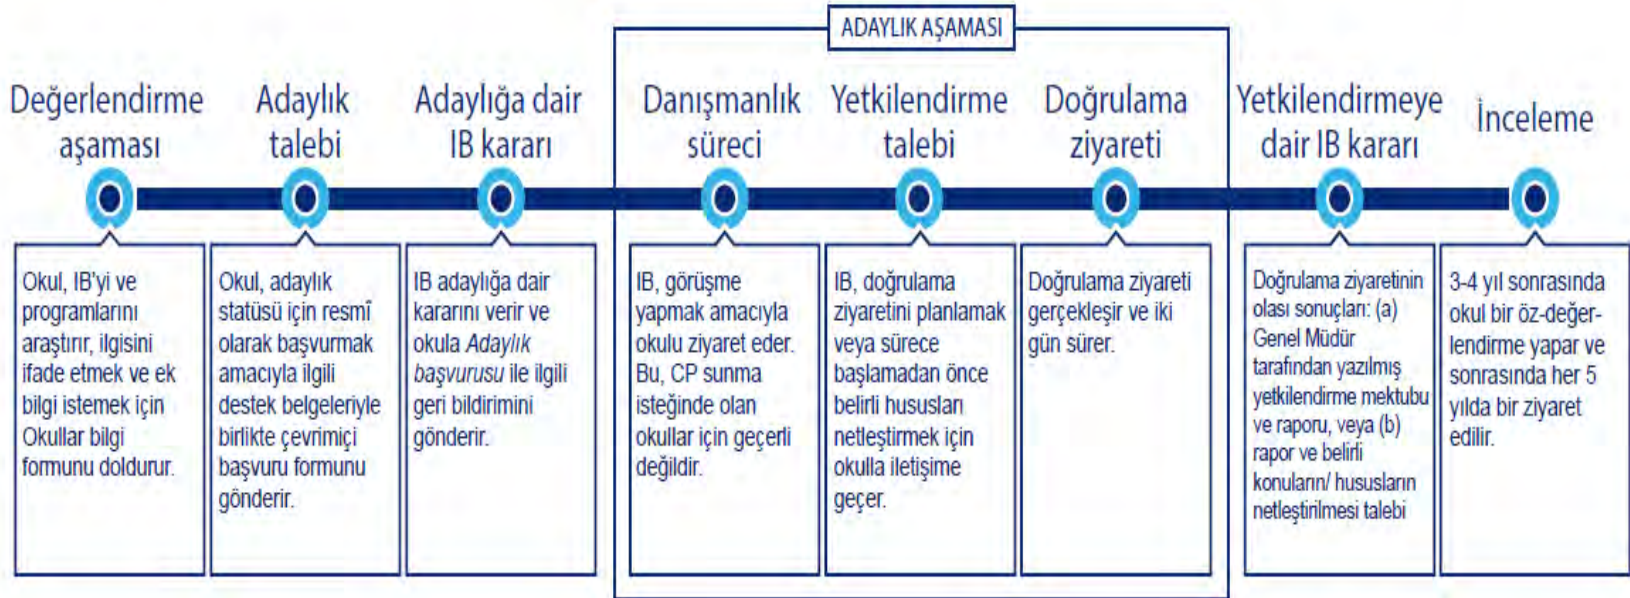 ADAYLIK AŞAMASI
Değerlendirme
aşaması
Adaylık
talebi
Adaylığa dair
IB kararı
Danışmanlık
süreci
Yetkilendirme
talebi
Doğrulama
ziyareti
Yetkilendirmeye
dair IB kararı
İnceleme
Okul, IB'yi ve
programlarını
araştırır, ilgisini
ifade etmek ve ek
bilgi istemek için
Okullar bilgi
formunu doldurur.
Okul, adaylık
statüsü için resmî
olarak başvurmak
amacıyla ilgili
destek belgeleriyle
birlikte çevrimiçi
başvuru formunu
gönderir.
IB adaylığa dair
kararını verir ve
okula Adaylık
başvurusu ile ilgili
geri bildirimini
gönderir.
IB, görüşme
yapmak amacıyla
okulu ziyaret eder.
Bu, CP sunma
isteğinde olan
okullar için geçerli
değildir.
IB, doğrulama
ziyaretini planlamak
veya sürece
başlamadan önce
belirli hususları
netleştirmek için
okulla iletişime
geçer.
Doğrulama ziyareti
gerçekleşir ve iki
gün sürer.
Doğrulama ziyaretinin
olası sonuçları: (a)
Genel Müdür
tarafından yazılmış
yetkilendirme mektubu
ve raporu, veya (b)
rapor ve belirli
konuların/ hususların
netleştirilmesi talebi
3-4 yıl sonrasında
okul bir öz-değer-
lendirme yapar ve
sonrasında her 5
yılda bir ziyaret
edilir.